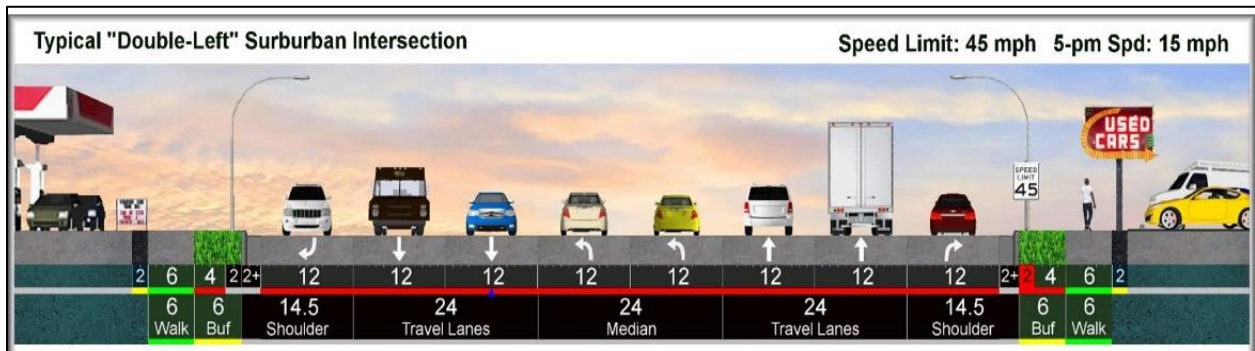 Typical "Double-Left" Surburban Intersection
Speed Limit: 45 mph 5-pm Spd: 15 mph
USED
CARS
SPEED
LIMIT
45
2 6 4 2 2+ 12 12 12 12 12 12 12 12 2+ 2 4 6 2
6 6 14.5 24 24 24 14.5 6 6
Walk Buf Shoulder Travel Lanes Median Travel Lanes Shoulder Buf Walk